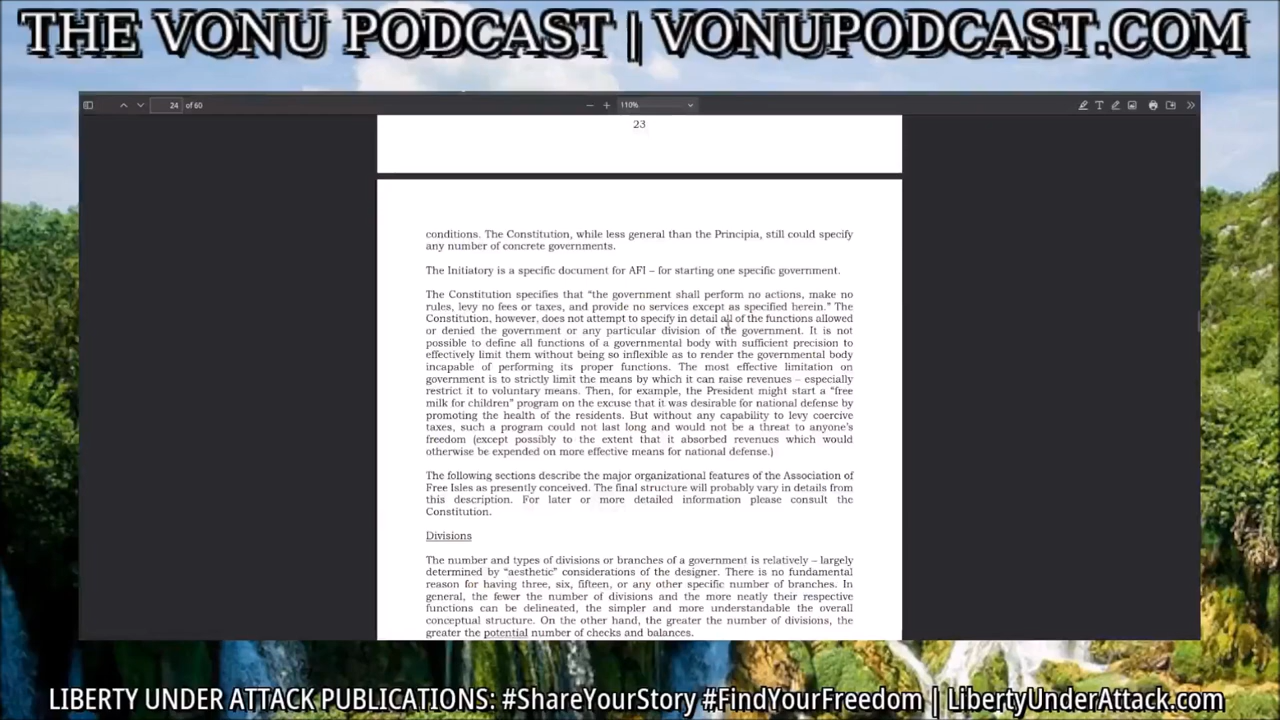 THE VONU PODCAST | VONUPODCAST.COM
24 of 60
110%
23
conditions. The Constitution, while less general than the Principia, still could specify
any number of concrete governments.
The Initiatory is a specific document for AFI – for starting one specific government.
The Constitution specifies that “the government shall perform no actions, make no
rules, levy no fees or taxes, and provide no services except as specified herein.” The
Constitution, however, does not attempt to specify in detail all of the functions allowed
or denied the government or any particular division of the government. It is not
possible to define all functions of a governmental body with sufficient precision to
effectively limit them without being so inflexible as to render the governmental body
incapable of performing its proper functions. The most effective limitation on
government is to strictly limit the means by which it can raise revenues – especially
restrict it to voluntary means. Then, for example, the President might start a “free
milk for children” program on the excuse that it was desirable for national defense by
promoting the health of the residents. But without any capability to levy coercive
taxes, such a program could not last long and would not be a threat to anyone’s
freedom (except possibly to the extent that it absorbed revenues which would
otherwise be expended on more effective means for national defense.)
The following sections describe the major organizational features of the Association of
Free Isles as presently conceived. The final structure will probably vary in details from
this description. For later or more detailed information please consult the
Constitution.
Divisions
The number and types of divisions or branches of a government is relatively – largely
determined by “aesthetic” considerations of the designer. There is no fundamental
reason for having three, six, fifteen, or any other specific number of branches. In
general, the fewer the number of divisions and the more neatly their respective
functions can be delineated, the simpler and more understandable the overall
conceptual structure. On the other hand, the greater the number of divisions, the
greater the potential number of checks and balances.
LIBERTY UNDER ATTACK PUBLICATIONS: #ShareYourStory #FindYourFreedom | LibertyUnderAttack.com